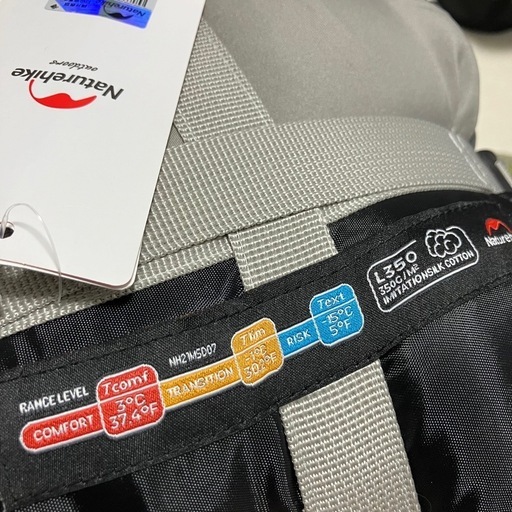 Naturehike
outdoors
RANGE LEVEL
NH21MSD07
COMFORT
Tcomf
3°C
37.4°F
TRANSITION
Tlim
-1°C
30.2°F
RISK
Text
-15°C
5°F
L350
350G/M²
IMITATIONSILK COTTON
Naturehike